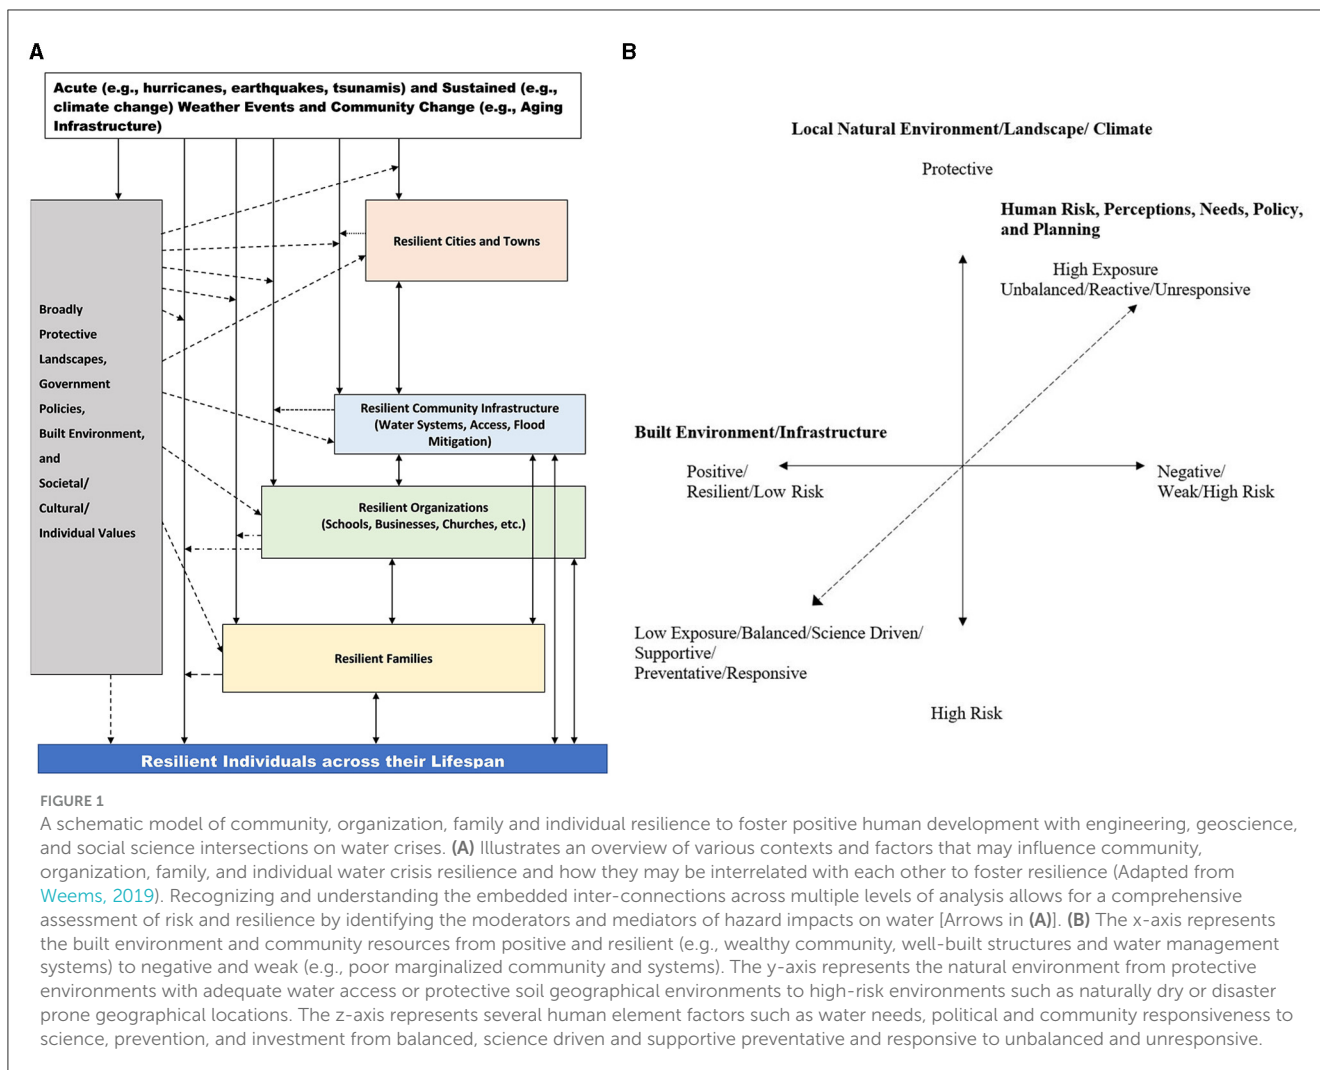 A
Acute (e.g., hurricanes, earthquakes, tsunamis) and Sustained (e.g.,
climate change) Weather Events and Community Change (e.g., Aging
Infrastructure)
Broadly
Protective
Landscapes,
Government
Policies,
Built Environment,
and
Societal/
Cultural/
Individual Values
Resilient Cities and Towns
Resilient Community Infrastructure
(Water Systems, Access, Flood
Mitigation)
Resilient Organizations
(Schools, Businesses, Churches, etc.)
Resilient Families
Resilient Individuals across their Lifespan
B
Local Natural Environment/Landscape/ Climate
Protective
Human Risk, Perceptions, Needs, Policy,
and Planning
High Exposure
Unbalanced/Reactive/Unresponsive
Built Environment/Infrastructure
Positive/
Resilient/Low Risk
Negative/
Weak/High Risk
Low Exposure/Balanced/Science Driven/
Supportive/
Preventative/Responsive
High Risk
FIGURE 1
A schematic model of community, organization, family and individual resilience to foster positive human development with engineering, geoscience,
and social science intersections on water crises. (A) Illustrates an overview of various contexts and factors that may influence community,
organization, family, and individual water crisis resilience and how they may be interrelated with each other to foster resilience (Adapted from
Weems, 2019). Recognizing and understanding the embedded inter-connections across multiple levels of analysis allows for a comprehensive
assessment of risk and resilience by identifying the moderators and mediators of hazard impacts on water [Arrows in (A)]. (B) The x-axis represents
the built environment and community resources from positive and resilient (e.g., wealthy community, well-built structures and water management
systems) to negative and weak (e.g., poor marginalized community and systems). The y-axis represents the natural environment from protective
environments with adequate water access or protective soil geographical environments to high-risk environments such as naturally dry or disaster
prone geographical locations. The z-axis represents several human element factors such as water needs, political and community responsiveness to
science, prevention, and investment from balanced, science driven and supportive preventative and responsive to unbalanced and unresponsive.